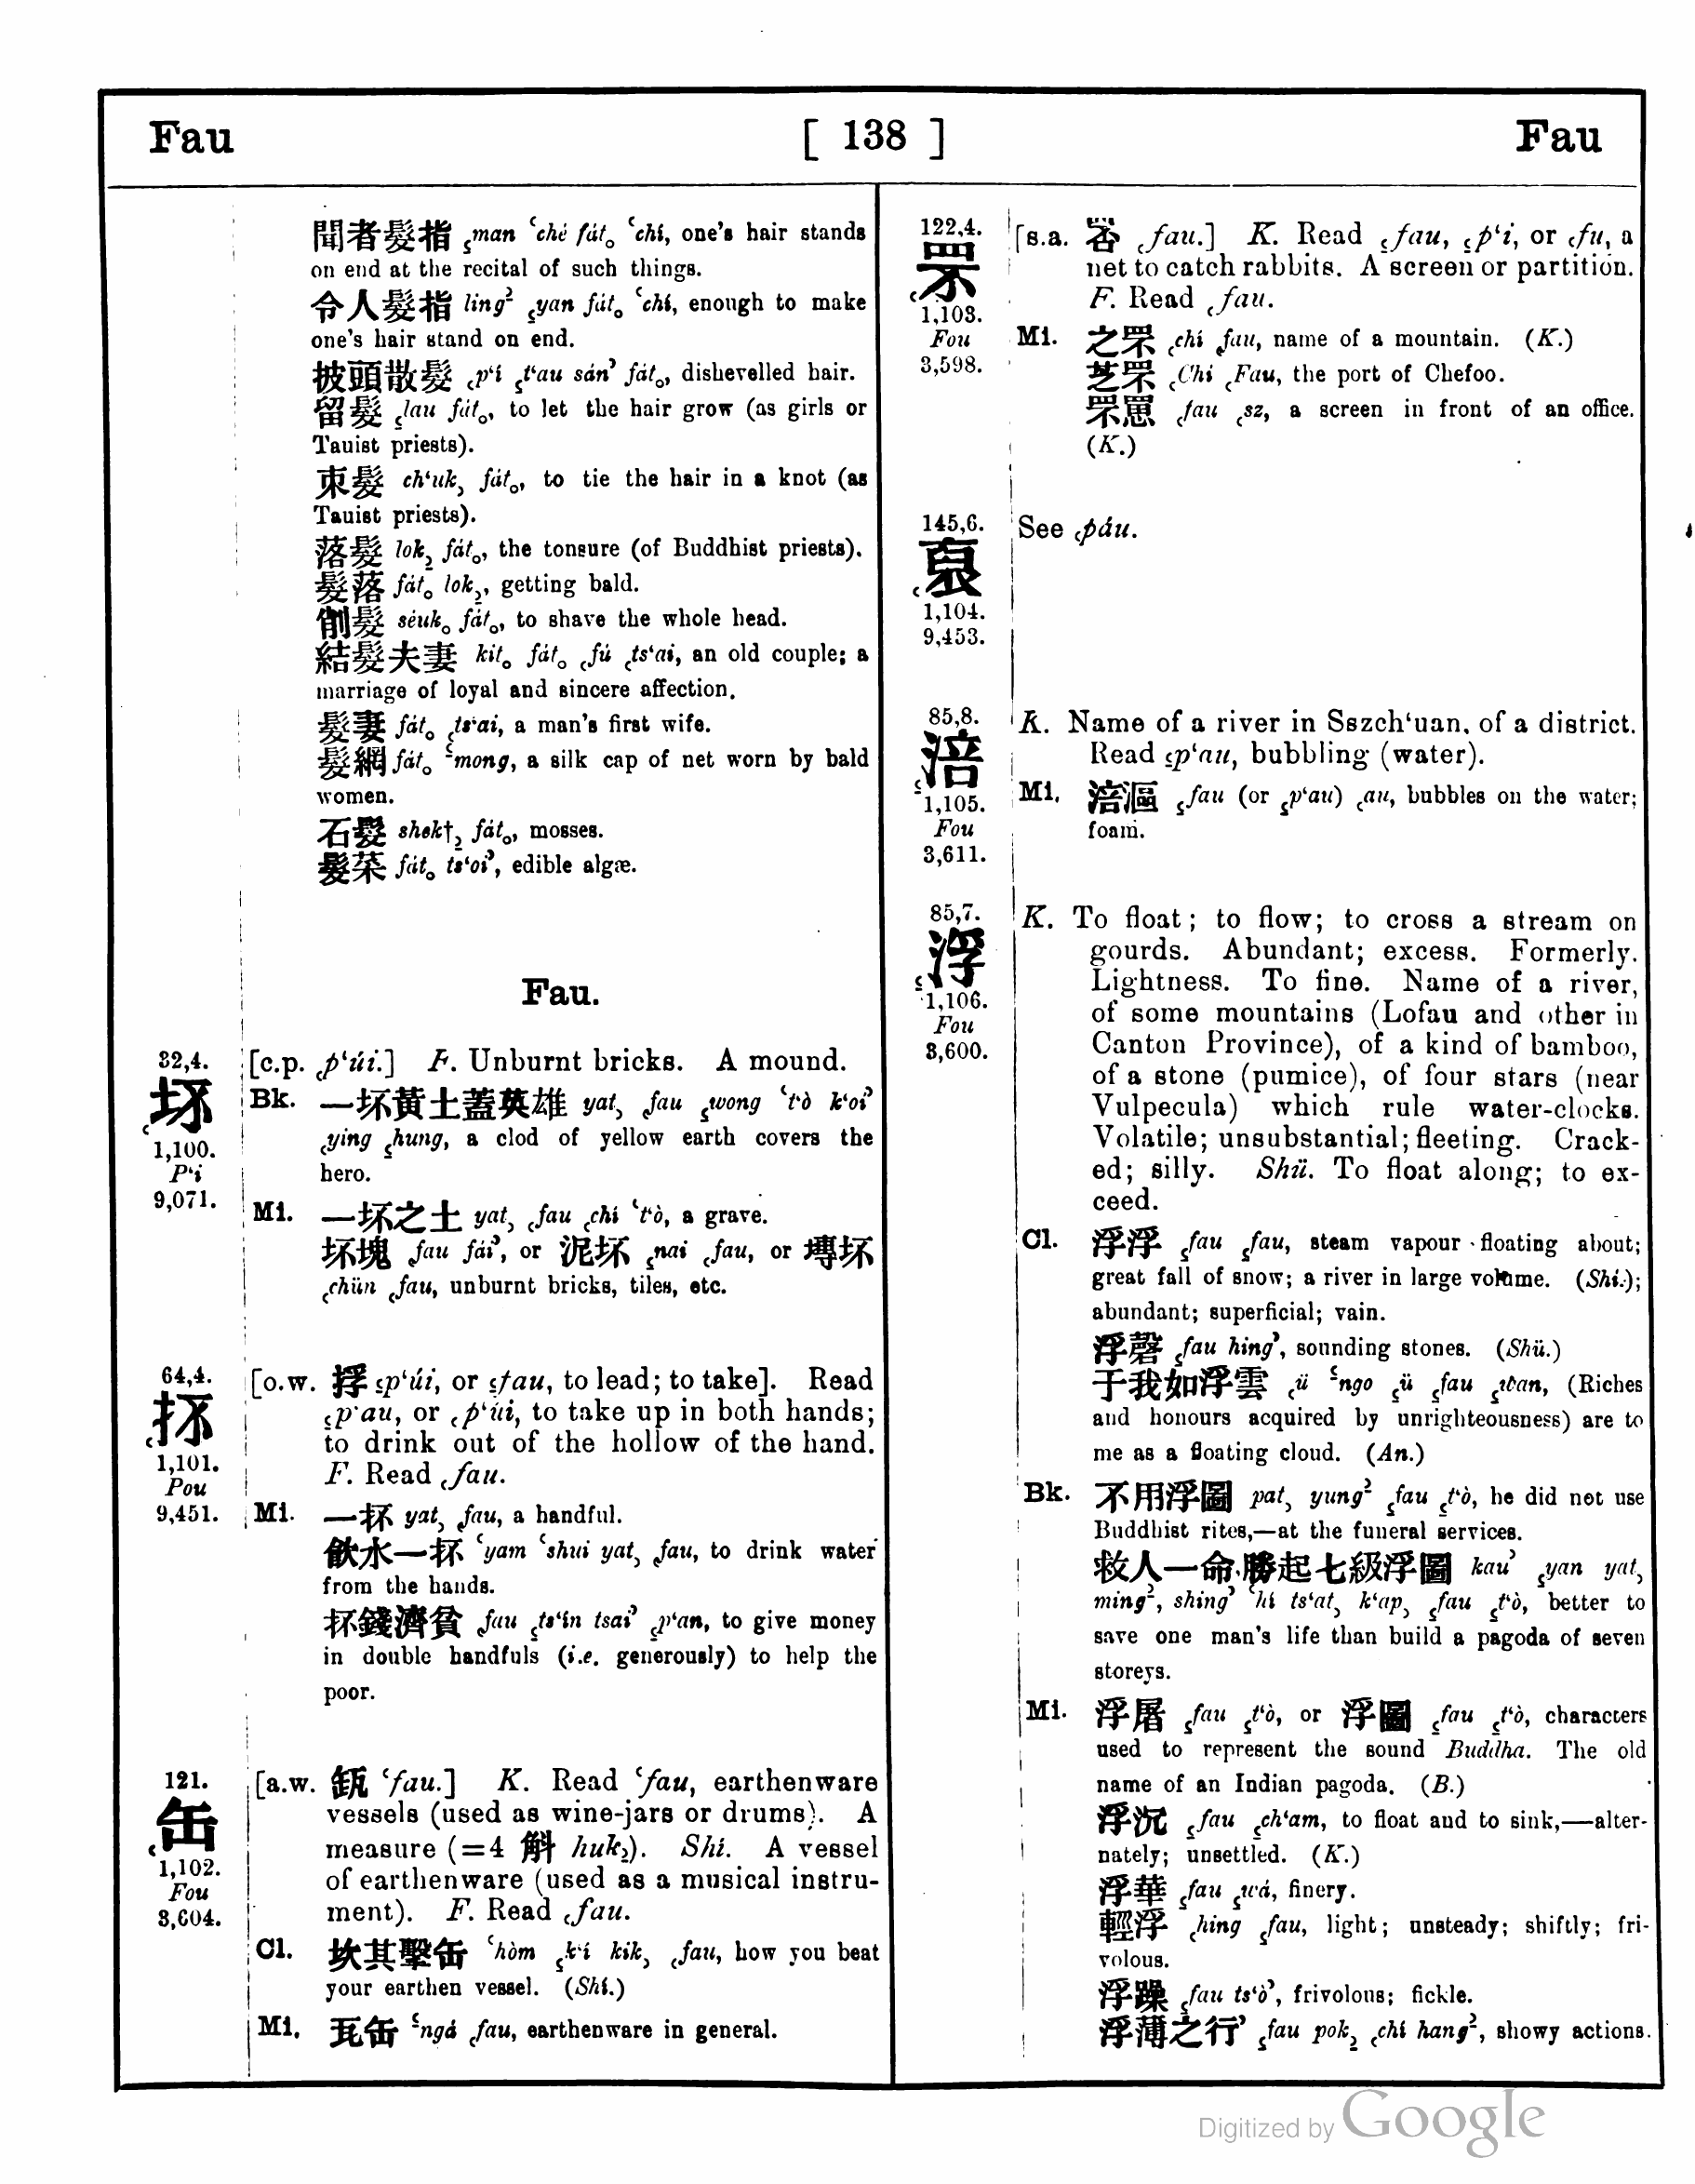 Fau [ 138 ] Fau
聞者髮指 ꜁man ꜂ché fát꜀ ꜂chí, one's hair stands
on end at the recital of such things.
令人髮指 ling² ꜁yan fát꜀ ꜂chí, enough to make
one's hair stand on end.
披頭散髮 ꜀p‘í ꜁t‘au sán꜄ fát꜀, dishevelled hair.
留髮 ꜁lau fát꜀, to let the hair grow (as girls or
Tauist priests).
束髮 ch‘uk꜆ fát꜀, to tie the hair in a knot (as
Tauist priests).
落髮 lok꜇ fát꜀, the tonsure (of Buddhist priests).
髮落 fát꜀ lok꜇, getting bald.
削髮 séuk꜀ fát꜀, to shave the whole head.
結髮夫妻 kit꜀ fát꜀ ꜀fú ꜀ts‘ai, an old couple; a
marriage of loyal and sincere affection.
髮妻 fát꜀ ꜀ts‘ai, a man's first wife.
髮網 fát꜀ ꜃mong, a silk cap of net worn by bald
women.
石髮 shek†꜇ fát꜀, mosses.
髮菜 fát꜀ ts‘oi꜄, edible algæ.
Fau.
32,4.
坏
1,100.
P‘i
9,071.
[c.p. ꜀p‘úi.] F. Unburnt bricks. A mound.
Bk. 一坏黃土蓋英雄 yat꜆ ꜀fau ꜁wong ꜂t‘ò k‘oi꜄
꜀ying ꜁hung, a clod of yellow earth covers the
hero.
Mi. 一坏之土 yat꜆ ꜀fau ꜀chí ꜂t‘ò, a grave.
坏塊 ꜀fau fái꜄, or 泥坏 ꜁nai ꜀fau, or 塼坏
꜀chün ꜀fau, unburnt bricks, tiles, etc.
64,4.
抔
1,101.
Pou
9,451.
[o.w. 捊 ꜁p‘úi, or ꜁fau, to lead; to take]. Read
꜁p‘au, or ꜀p‘úi, to take up in both hands;
to drink out of the hollow of the hand.
F. Read ꜀fau.
Mi. 一抔 yat꜆ ꜀fau, a handful.
飲水一抔 ꜂yam ꜂shui yat꜆ ꜀fau, to drink water
from the hands.
抔錢濟貧 ꜀fau ꜁ts‘ín tsai꜄ ꜁p‘an, to give money
in double handfuls (i.e. generously) to help the
poor.
121.
缶
1,102.
Fou
3,604.
[a.w. 缻 ꜂fau.] K. Read ꜂fau, earthenware
vessels (used as wine-jars or drums). A
measure (=4 斛 huk꜇). Shi. A vessel
of earthenware (used as a musical instru-
ment). F. Read ꜀fau.
Cl. 坎其擊缶 ꜂hòm ꜁k‘í kik꜆ ꜀fau, how you beat
your earthen vessel. (Shí.)
Mi. 瓦缶 ꜃ngá ꜀fau, earthenware in general.
122,4.
罘
1,103.
Fou
3,598.
[s.a. ꜀fau.] K. Read ꜁fau, ꜁p‘i, or ꜀fu, a
net to catch rabbits. A screen or partition.
F. Read ꜀fau.
Mi. 之罘 ꜀chí ꜀fau, name of a mountain. (K.)
芝罘 ꜀Chí ꜀Fau, the port of Chefoo.
罘罳 ꜀fau ꜀sz, a screen in front of an office.
(K.)
145,6.
裒
1,104.
9,453.
See ꜀páu.
85,8.
涪
1,105.
Fou
3,611.
K. Name of a river in Sszch‘uan, of a district.
Read ꜁p‘au, bubbling (water).
Mi. 涪漚 ꜁fau (or ꜁p‘au) ꜀au, bubbles on the water;
foam.
85,7.
浮
1,106.
Fou
3,600.
K. To float; to flow; to cross a stream on
gourds. Abundant; excess. Formerly.
Lightness. To fine. Name of a river,
of some mountains (Lofau and other in
Canton Province), of a kind of bamboo,
of a stone (pumice), of four stars (near
Vulpecula) which rule water-clocks.
Volatile; unsubstantial; fleeting. Crack-
ed; silly. Shü. To float along; to ex-
ceed.
Cl. 浮浮 ꜁fau ꜁fau, steam vapour floating about;
great fall of snow; a river in large volume. (Shi.);
abundant; superficial; vain.
浮磬 ꜁fau hing꜄, sounding stones. (Shü.)
于我如浮雲 ꜀ü ꜃ngo ꜁ü ꜁fau ꜁wan, (Riches
and honours acquired by unrighteousness) are to
me as a floating cloud. (An.)
Bk. 不用浮圖 pat꜆ yung² ꜁fau ꜁t‘ò, he did not use
Buddhist rites,—at the funeral services.
救人一命勝起七級浮圖 kau꜄ ꜁yan yat꜆
ming², shing꜄ ꜂hí ts‘at꜆ k‘ap꜆ ꜁fau ꜁t‘ò, better to
save one man's life than build a pagoda of seven
storeys.
Mi. 浮屠 ꜁fau ꜁t‘ò, or 浮圖 ꜁fau ꜁t‘ò, characters
used to represent the sound Buddha. The old
name of an Indian pagoda. (B.)
浮沉 ꜁fau ꜁ch‘am, to float and to sink,—alter-
nately; unsettled. (K.)
浮華 ꜁fau ꜁wá, finery.
輕浮 ꜀hing ꜁fau, light; unsteady; shiftly; fri-
volous.
浮躁 ꜁fau ts‘ò꜄, frivolous; fickle.
浮薄之行 ꜁fau pok꜇ ꜀chí hang², showy actions.
Digitized by Google